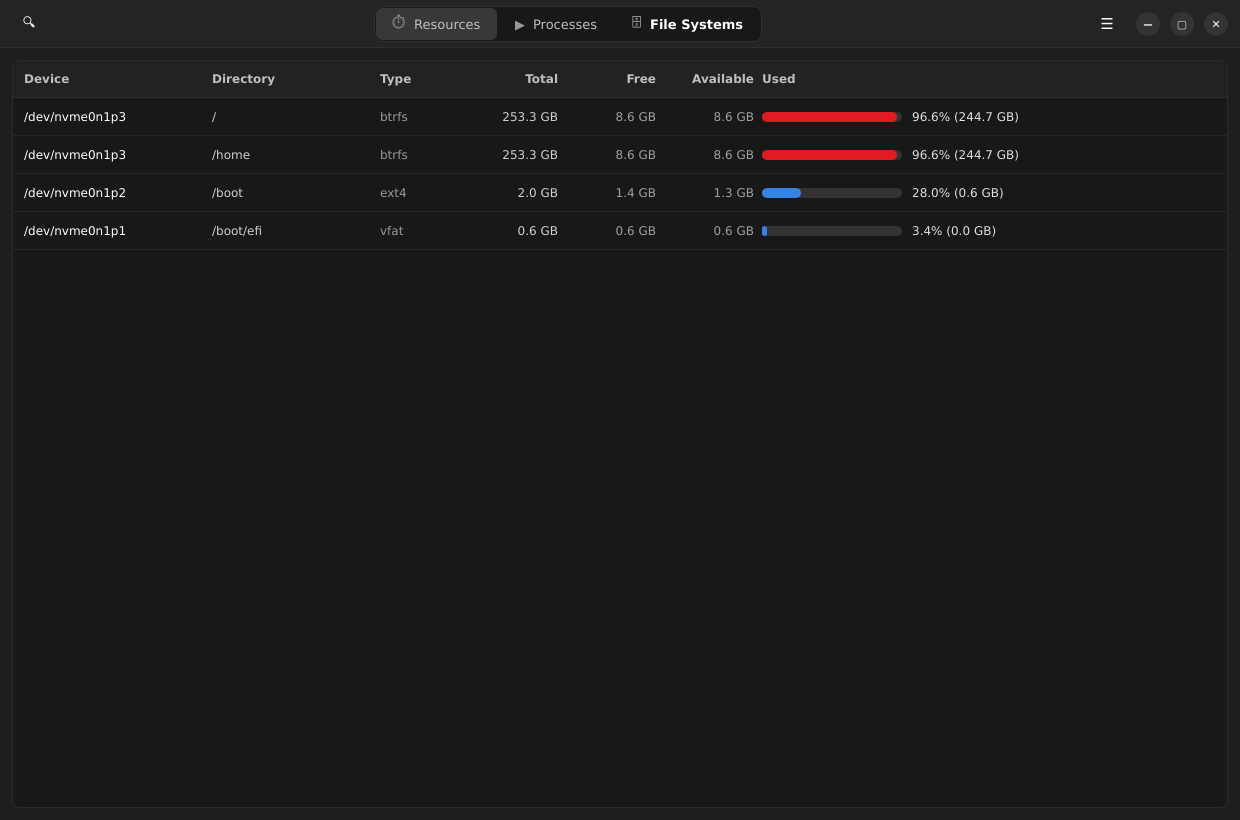 Resources Processes File Systems
Device Directory Type Total Free Available Used
/dev/nvme0n1p3 / btrfs 253.3 GB 8.6 GB 8.6 GB 96.6% (244.7 GB)
/dev/nvme0n1p3 /home btrfs 253.3 GB 8.6 GB 8.6 GB 96.6% (244.7 GB)
/dev/nvme0n1p2 /boot ext4 2.0 GB 1.4 GB 1.3 GB 28.0% (0.6 GB)
/dev/nvme0n1p1 /boot/efi vfat 0.6 GB 0.6 GB 0.6 GB 3.4% (0.0 GB)